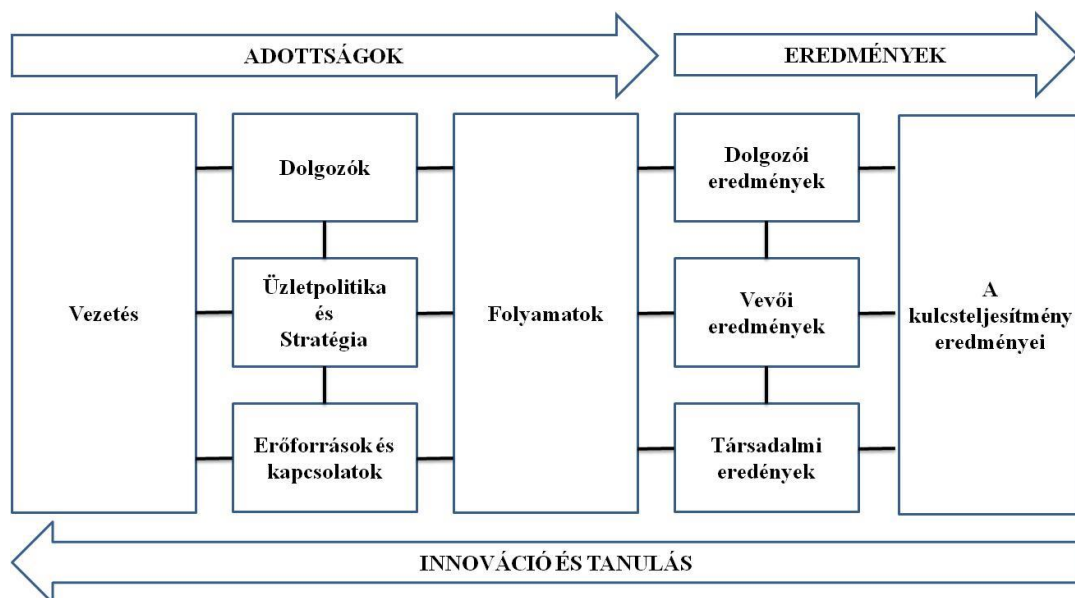 ADOTTSÁGOK
EREDMÉNYEK
Vezetés
Dolgozók
Üzletpolitika
és
Stratégia
Erőforrások és
kapcsolatok
Folyamatok
Dolgozói
eredmények
Vevői
eredmények
Társadalmi
eredények
A
kulcsteljesítmény
eredményei
INNOVÁCIÓ ÉS TANULÁS